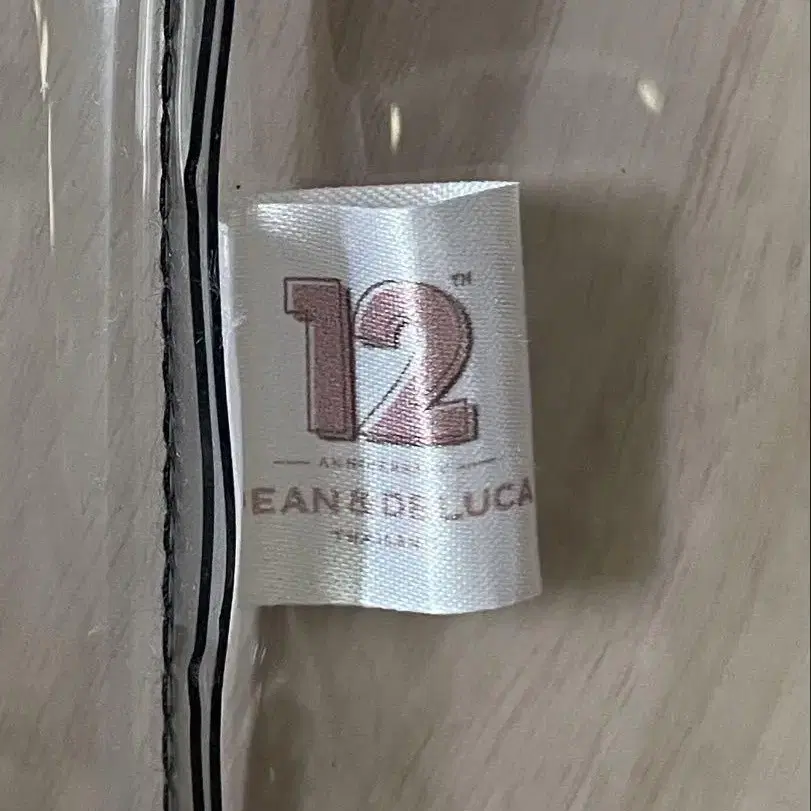 12TH
ANNIVERSARY
DEAN & DELUCA
THAILAND